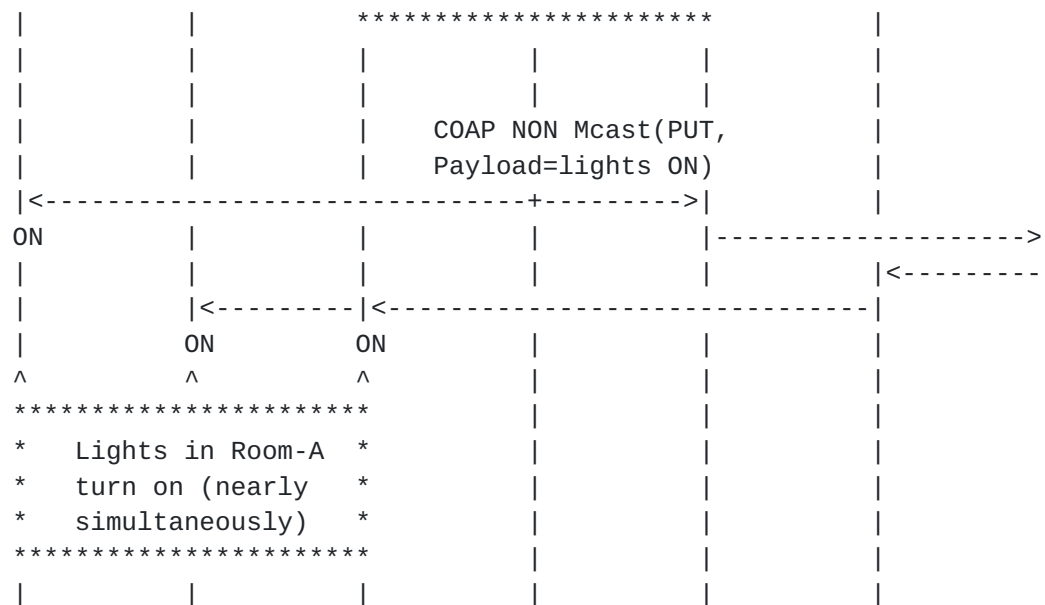 |          |          ***********************          |
|          |          |          |          |          |
|          |          |          |          |          |
|          |          |    COAP NON Mcast(PUT,         |
|          |          |    Payload=lights ON)          |
|<-------------------------------+--------->|          |
ON         |          |          |          |-------------------->
|          |          |          |          |          |<---------
|          |<---------|<-------------------------------|
|          ON         ON         |          |          |
^          ^          ^          |          |          |
***********************          |          |          |
*   Lights in Room-A  *          |          |          |
*   turn on (nearly   *          |          |          |
*   simultaneously)   *          |          |          |
***********************          |          |          |
|          |          |          |          |          |